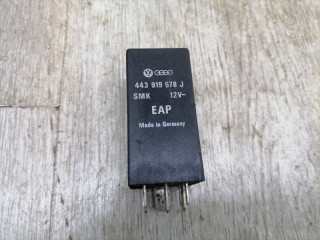 443 919 578 J
SMK 12V~
EAP
Made in Germany